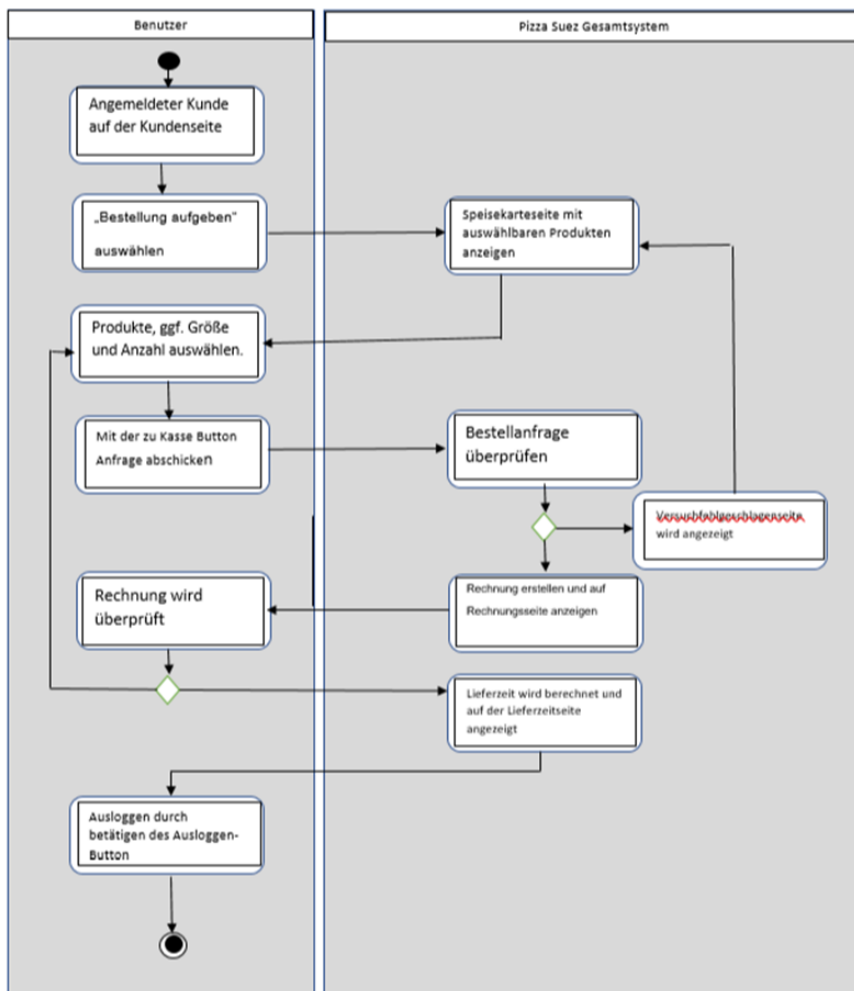 Benutzer
Pizza Suez Gesamtsystem
Angemeldeter Kunde
auf der Kundenseite
„Bestellung aufgeben“
auswählen
Speisekarteseite mit
auswählbaren Produkten
anzeigen
Produkte, ggf. Größe
und Anzahl auswählen.
Mit der zu Kasse Button
Anfrage abschicken
Bestellanfrage
überprüfen
Versuchfehlgeschlagenseite
wird angezeigt
Rechnung wird
überprüft
Rechnung erstellen und auf
Rechnungsseite anzeigen
Lieferzeit wird berechnet und
auf der Lieferzeitseite
angezeigt
Ausloggen durch
betätigen des Ausloggen-
Button